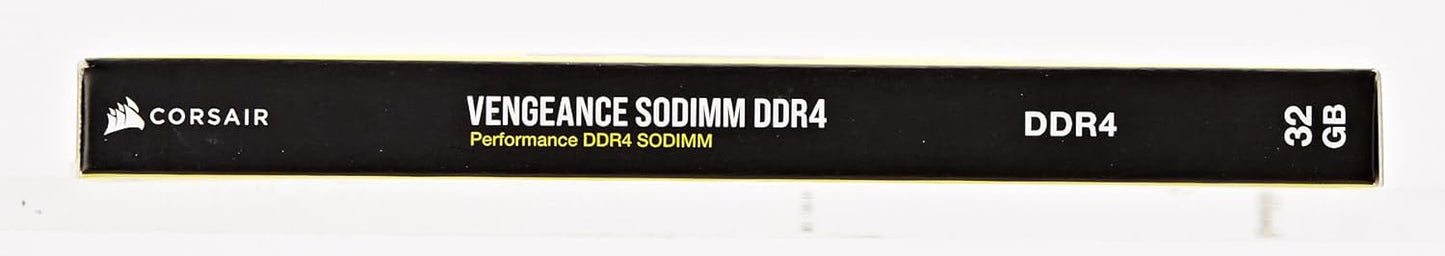 CORSAIR
VENGEANCE SODIMM DDR4
Performance DDR4 SODIMM
DDR4
32
GB